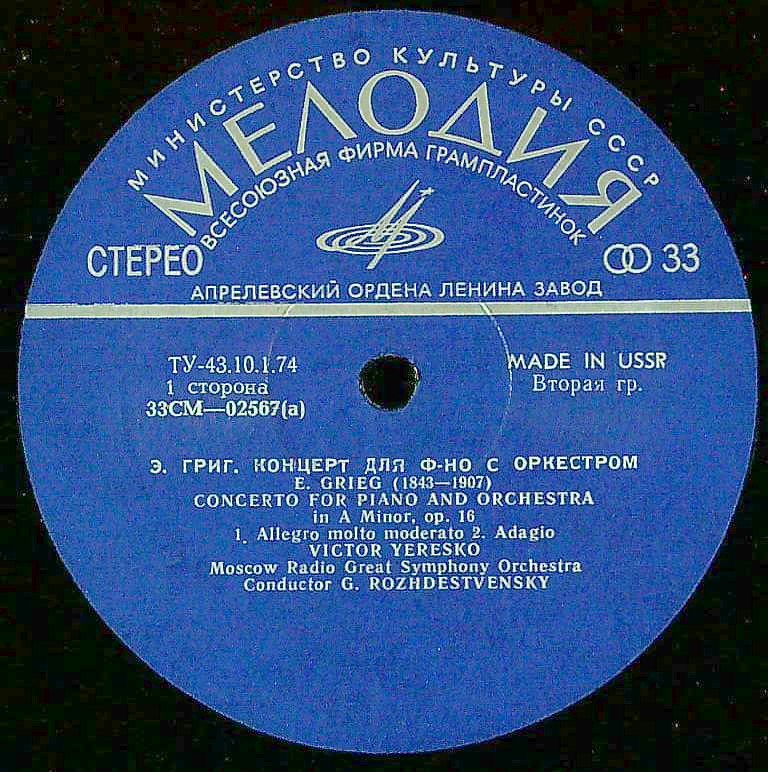 МИНИСТЕРСТВО КУЛЬТУРЫ СССР
МЕЛОДИЯ
ВСЕСОЮЗНАЯ ФИРМА ГРАМПЛАСТИНОК
СТЕРЕО
33
АПРЕЛЕВСКИЙ ОРДЕНА ЛЕНИНА ЗАВОД
ТУ-43.10.1.74
MADE IN USSR
1 сторона
Вторая гр.
33СМ—02567(а)
Э. ГРИГ. КОНЦЕРТ ДЛЯ Ф-НО С ОРКЕСТРОМ
E. GRIEG (1843—1907)
CONCERTO FOR PIANO AND ORCHESTRA
in A Minor, op. 16
1. Allegro molto moderato 2. Adagio
VICTOR YERESKO
Moscow Radio Great Symphony Orchestra
Conductor G. ROZHDESTVENSKY